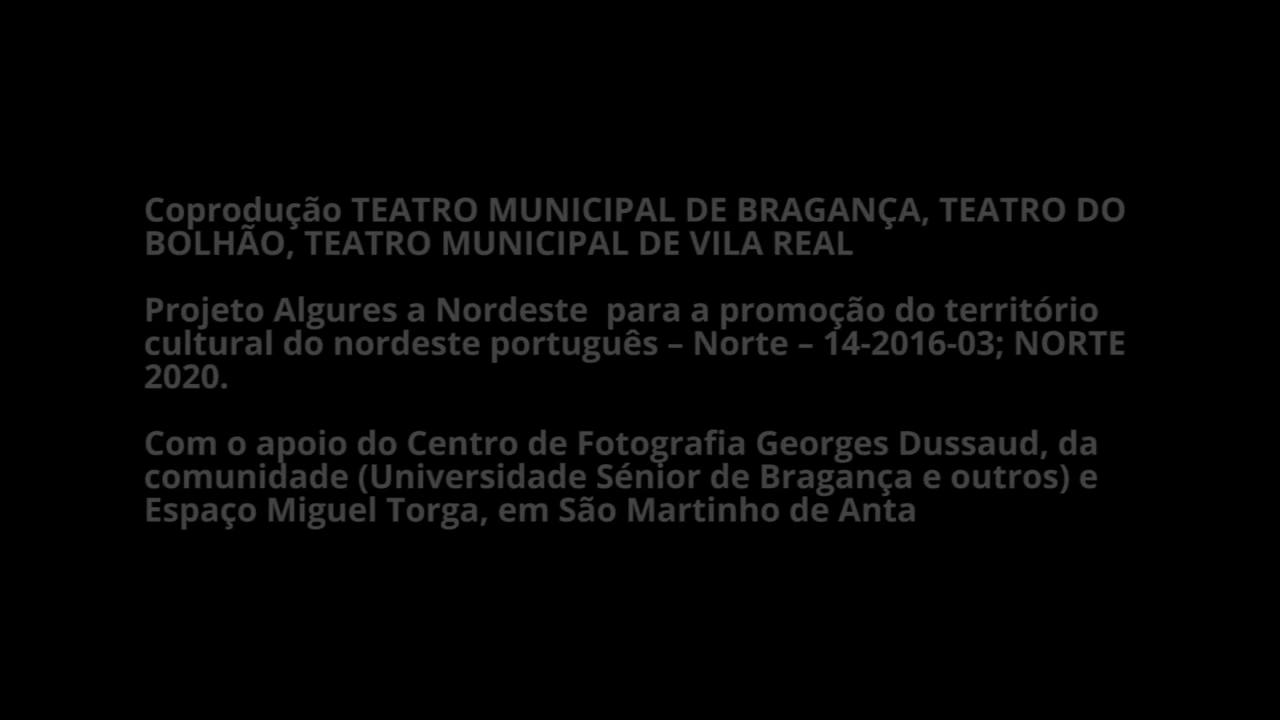 Coprodução TEATRO MUNICIPAL DE BRAGANÇA, TEATRO DO
BOLHÃO, TEATRO MUNICIPAL DE VILA REAL
Projeto Algures a Nordeste  para a promoção do território
cultural do nordeste português – Norte – 14-2016-03; NORTE
2020.
Com o apoio do Centro de Fotografia Georges Dussaud, da
comunidade (Universidade Sénior de Bragança e outros) e
Espaço Miguel Torga, em São Martinho de Anta